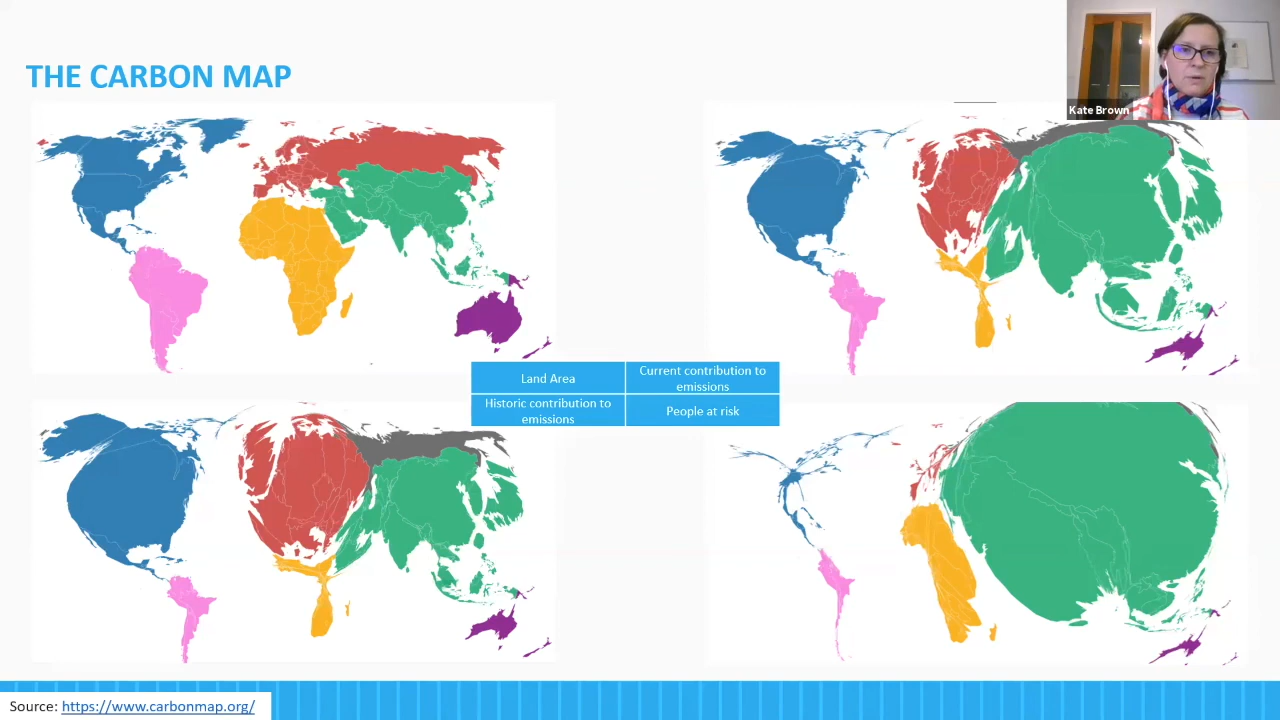 THE CARBON MAP
Kate Brown
Land Area
Current contribution to
emissions
Historic contribution to
emissions
People at risk
Source: https://www.carbonmap.org/